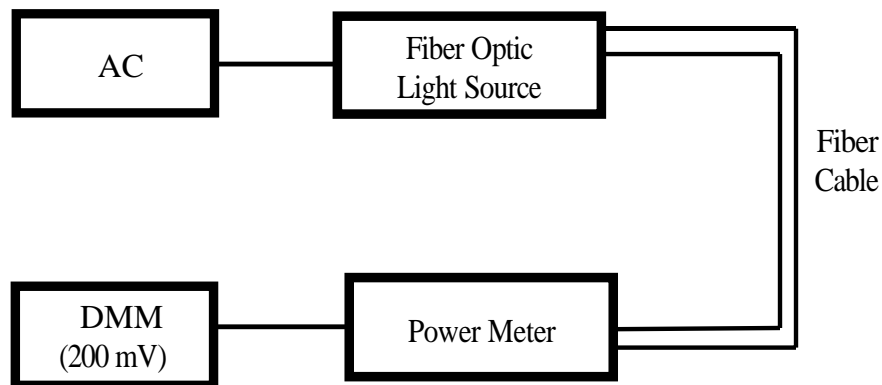 AC
Fiber Optic
Light Source
Fiber
Cable
DMM
(200 mV)
Power Meter